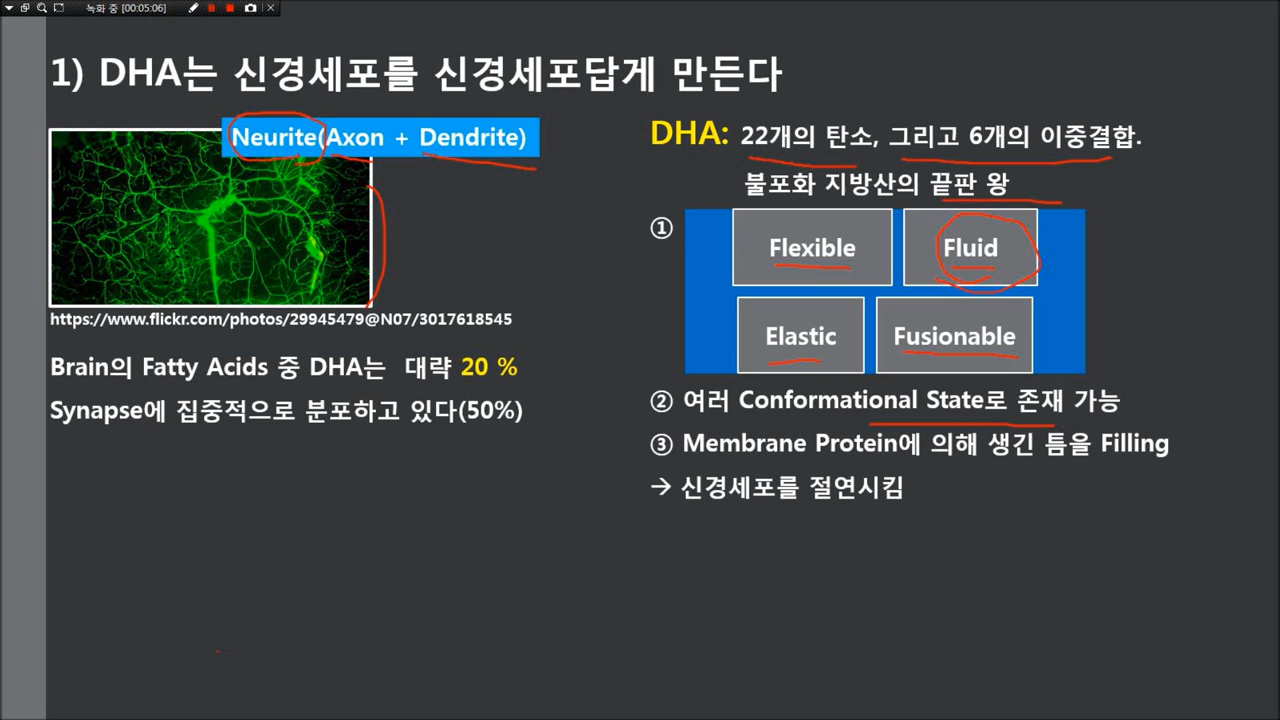 녹화 중 [00:05:06]
1) DHA는 신경세포를 신경세포답게 만든다
Neurite(Axon + Dendrite)
https://www.flickr.com/photos/29945479@N07/3017618545
Brain의 Fatty Acids 중 DHA는 대략 20 %
Synapse에 집중적으로 분포하고 있다(50%)
DHA: 22개의 탄소, 그리고 6개의 이중결합.
불포화 지방산의 끝판 왕
①
Flexible
Fluid
Elastic
Fusionable
② 여러 Conformational State로 존재 가능
③ Membrane Protein에 의해 생긴 틈을 Filling
→ 신경세포를 절연시킴